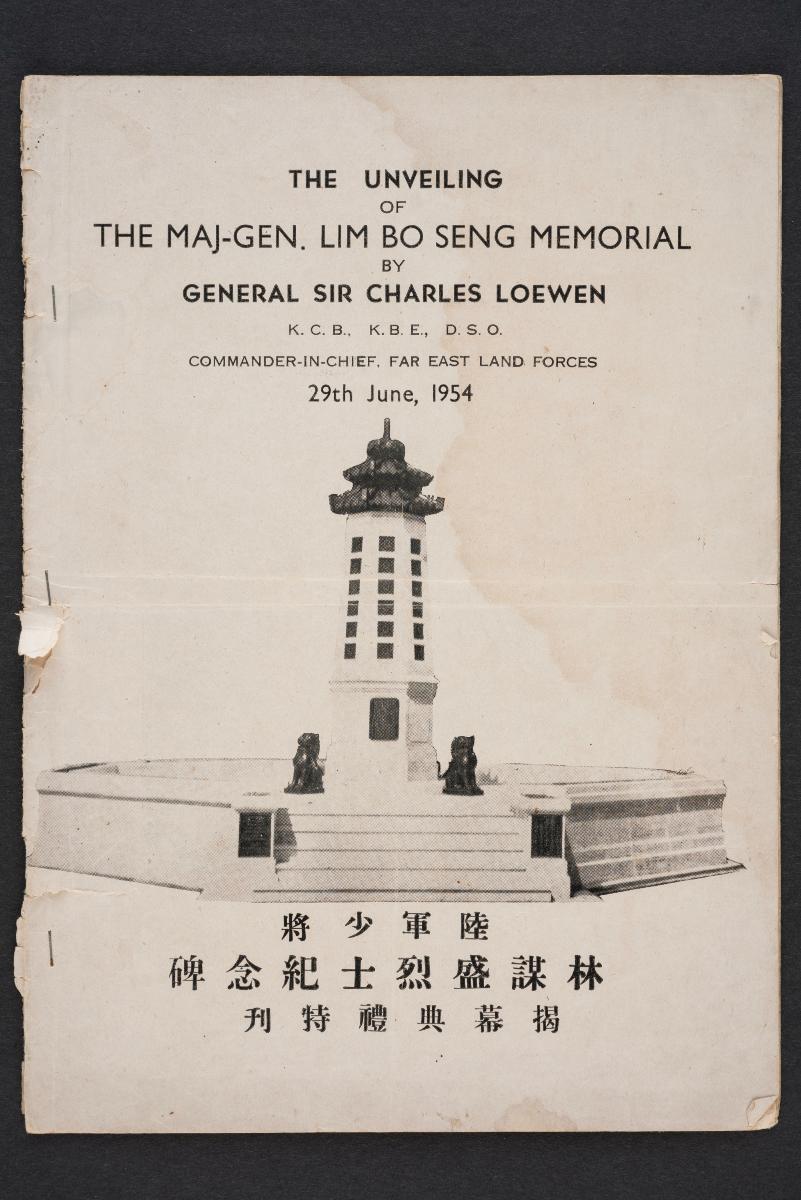 THE UNVEILING
OF
THE MAJ-GEN. LIM BO SENG MEMORIAL
BY
GENERAL SIR CHARLES LOEWEN
K. C. B., K. B. E., D. S. O.
COMMANDER-IN-CHIEF, FAR EAST LAND FORCES
29th June, 1954
陸軍少將
林謀盛烈士紀念碑
揭幕典禮特刊